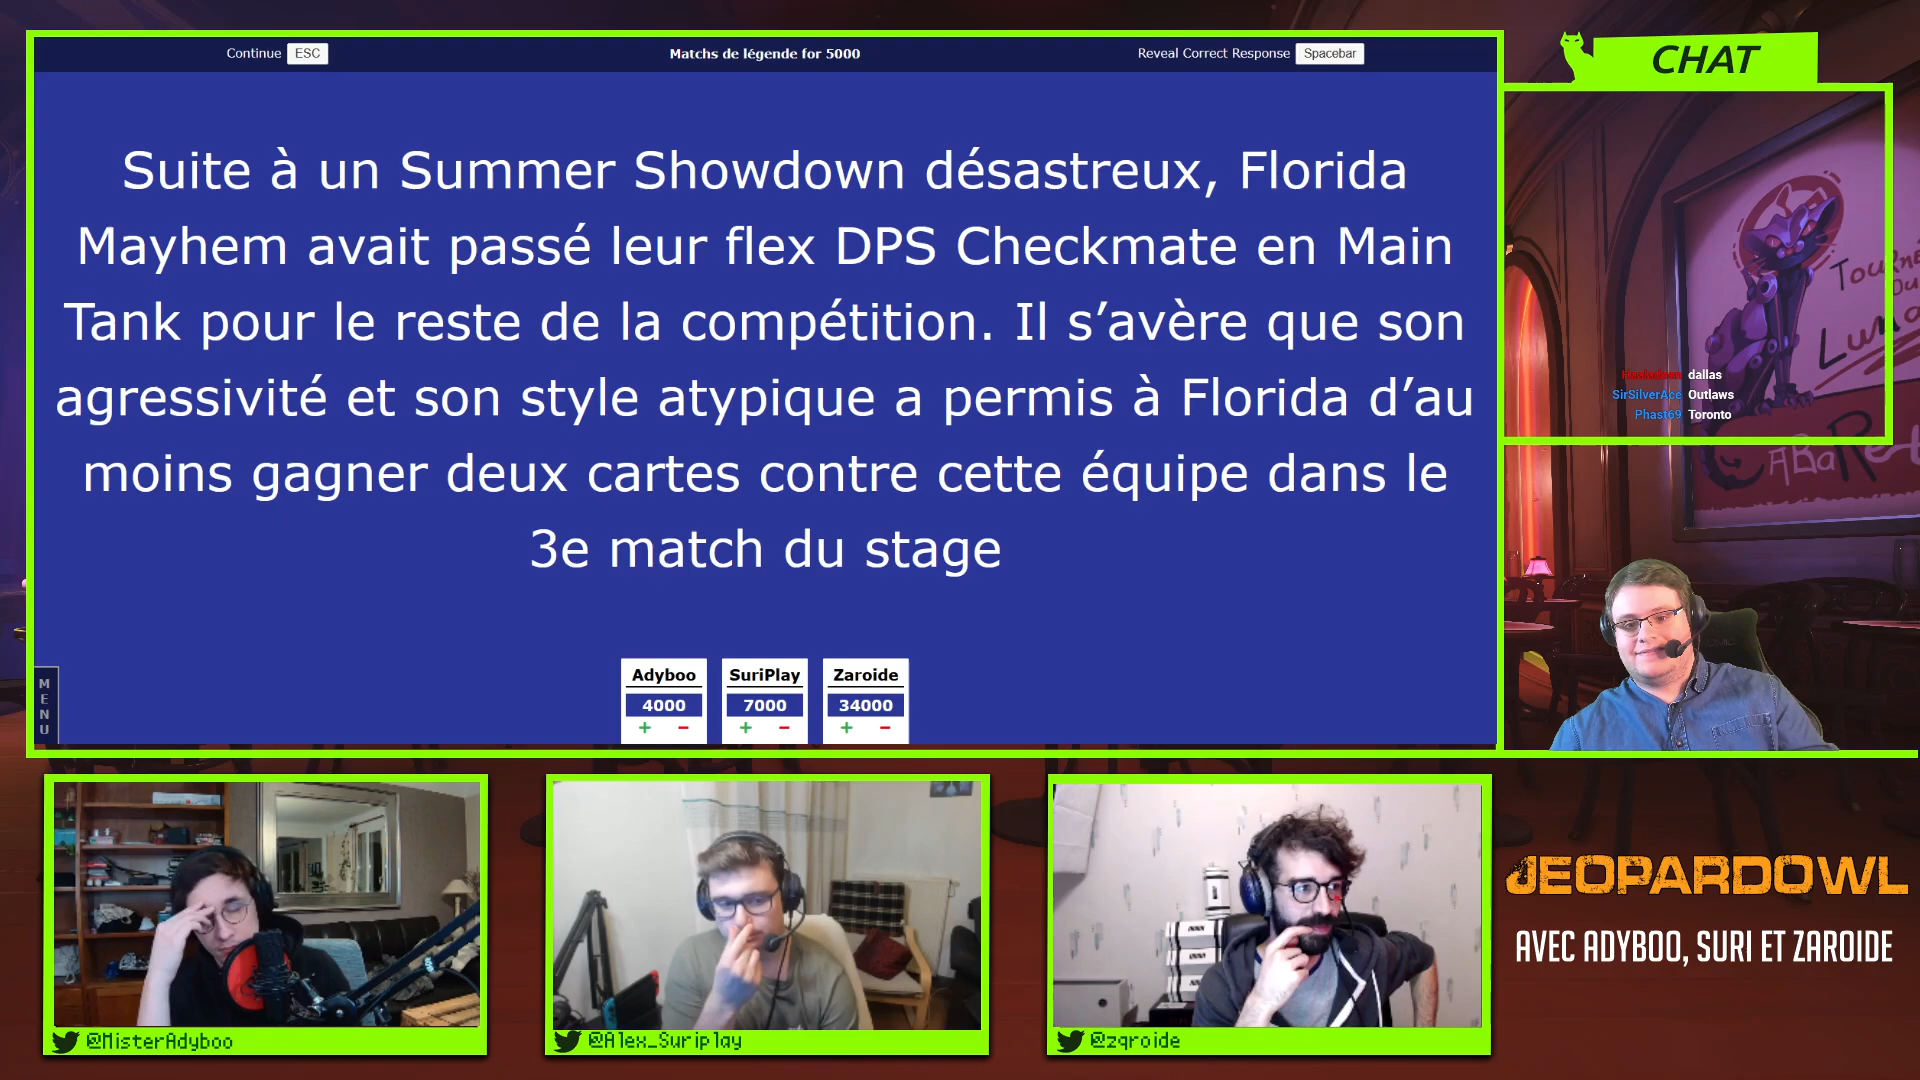 Continue ESC
Matchs de légende for 5000
Reveal Correct Response Spacebar
Suite à un Summer Showdown désastreux, Florida
Mayhem avait passé leur flex DPS Checkmate en Main
Tank pour le reste de la compétition. Il s’avère que son
agressivité et son style atypique a permis à Florida d’au
moins gagner deux cartes contre cette équipe dans le
3e match du stage
MENU
Adyboo
4000
+ −
SuriPlay
7000
+ −
Zaroide
34000
+ −
CHAT
dallas
SirSilverAce Outlaws
Phast69 Toronto
CABaRet
@MisterAdyboo
@Alex_Suriplay
@zqroide
JEOPARDOWL
AVEC ADYBOO, SURI ET ZAROIDE